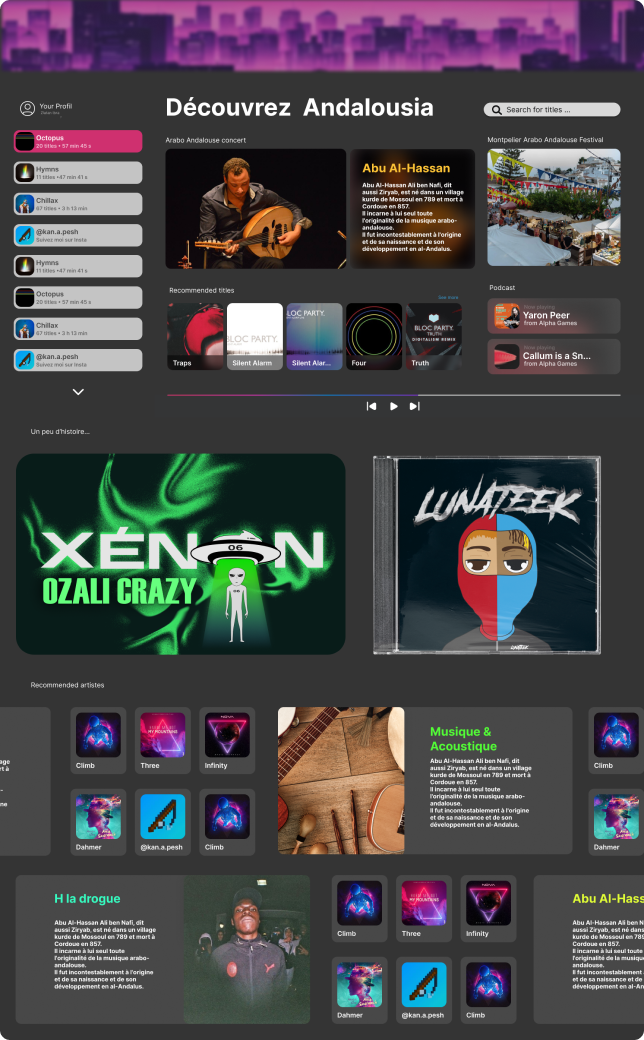 Découvrez Andalousia
Your Profil
Search for titles ...
Octopus
20 titles • 57 min 45 s
Hymns
11 titles •47 min 41 s
Chillax
87 titles • 3 h 13 min
@kan.a.pesh
Suivez moi sur Insta
Hymns
11 titles •47 min 41 s
Octopus
20 titles • 57 min 45 s
Chillax
87 titles • 3 h 13 min
@kan.a.pesh
Suivez moi sur Insta
Arabo Andalouse concert
Abu Al-Hassan
Abu Al-Hassan Ali ben Nafi, dit
aussi Ziryab, est né dans un village
kurde de Mossoul en 789 et mort à
Cordoue en 857.
Il incarne à lui seul toute
l'originalité de la musique arabo-
andalouse.
Il fut incontestablement à l'origine
et de sa naissance et de son
développement en al-Andalus.
Montpelier Arabo Andalouse Festival
Recommended titles
See more
Traps
BLOC PARTY.
Silent Alarm
BLOC PARTY.
Silent Alar...
Four
BLOC PARTY.
TRUTH
DIGITALISM REMIX
Truth
Podcast
Now playing
Yaron Peer
from Alpha Games
Now playing
Callum is a Sn...
from Alpha Games
Un peu d'histoire...
XÉNON
06
OZALI CRAZY
LUNATEEK
LUNATEEK
Recommended artistes
age
ort à
-
ine
Climb
MY MOUNTAINS
Three
Infinity
Dahmer
@kan.a.pesh
Climb
Musique &
Acoustique
Abu Al-Hassan Ali ben Nafi, dit
aussi Ziryab, est né dans un village
kurde de Mossoul en 789 et mort à
Cordoue en 857.
Il incarne à lui seul toute
l'originalité de la musique arabo-
andalouse.
Il fut incontestablement à l'origine
et de sa naissance et de son
développement en al-Andalus.
Climb
Dahmer
H la drogue
Abu Al-Hassan Ali ben Nafi, dit
aussi Ziryab, est né dans un village
kurde de Mossoul en 789 et mort à
Cordoue en 857.
Il incarne à lui seul toute
l'originalité de la musique arabo-
andalouse.
Il fut incontestablement à l'origine
et de sa naissance et de son
développement en al-Andalus.
Climb
MY MOUNTAINS
Three
Infinity
Dahmer
@kan.a.pesh
Climb
Abu Al-Hass
Abu Al-Hassan Ali ben N
aussi Ziryab, est né dans
kurde de Mossoul en 789
Cordoue en 857.
Il incarne à lui seul toute
l'originalité de la musique
andalouse.
Il fut incontestablement à
et de sa naissance et de s
développement en al-And